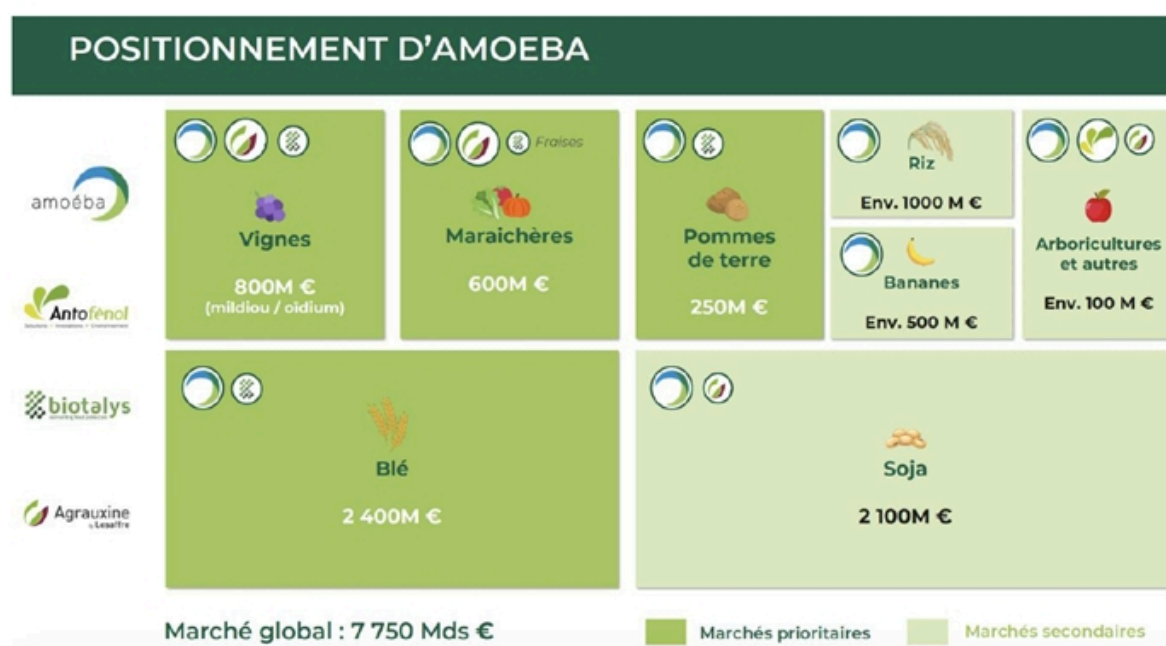 POSITIONNEMENT D'AMOEBA
amoéba
Antofénol
biotalys
Agrauxine
by Lesaffre
Vignes
800M €
(mildiou / oïdium)
Fraises
Maraichères
600M €
Pommes
de terre
250M €
Riz
Env. 1000 M €
Bananes
Env. 500 M €
Arboricultures
et autres
Env. 100 M €
Blé
2 400M €
Soja
2 100M €
Marché global : 7 750 Mds €
Marchés prioritaires
Marchés secondaires